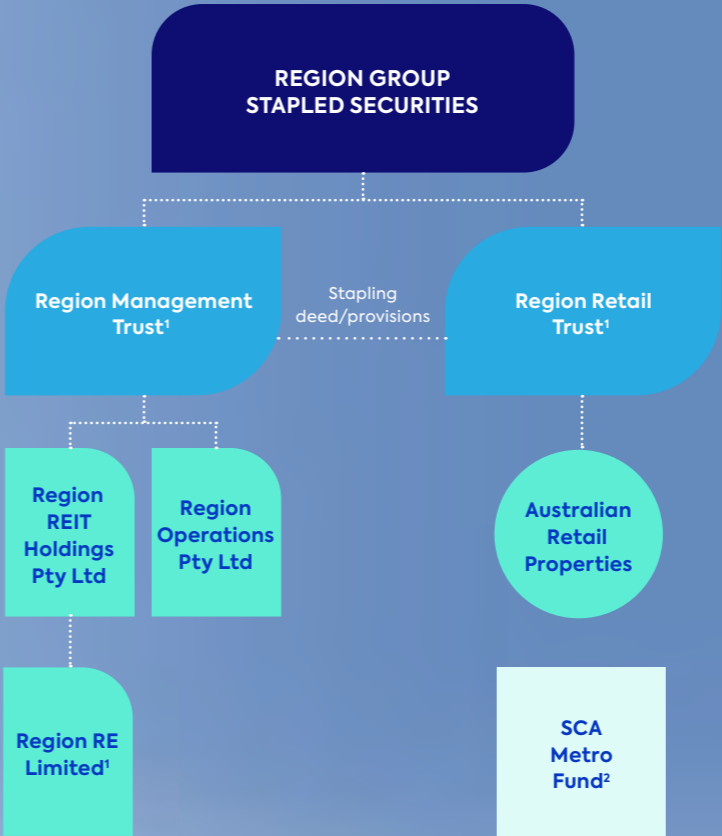 REGION GROUP
STAPLED SECURITIES
Region Management
Trust¹
Stapling
deed/provisions
Region Retail
Trust¹
Region
REIT
Holdings
Pty Ltd
Region
Operations
Pty Ltd
Australian
Retail
Properties
Region RE
Limited¹
SCA
Metro
Fund²